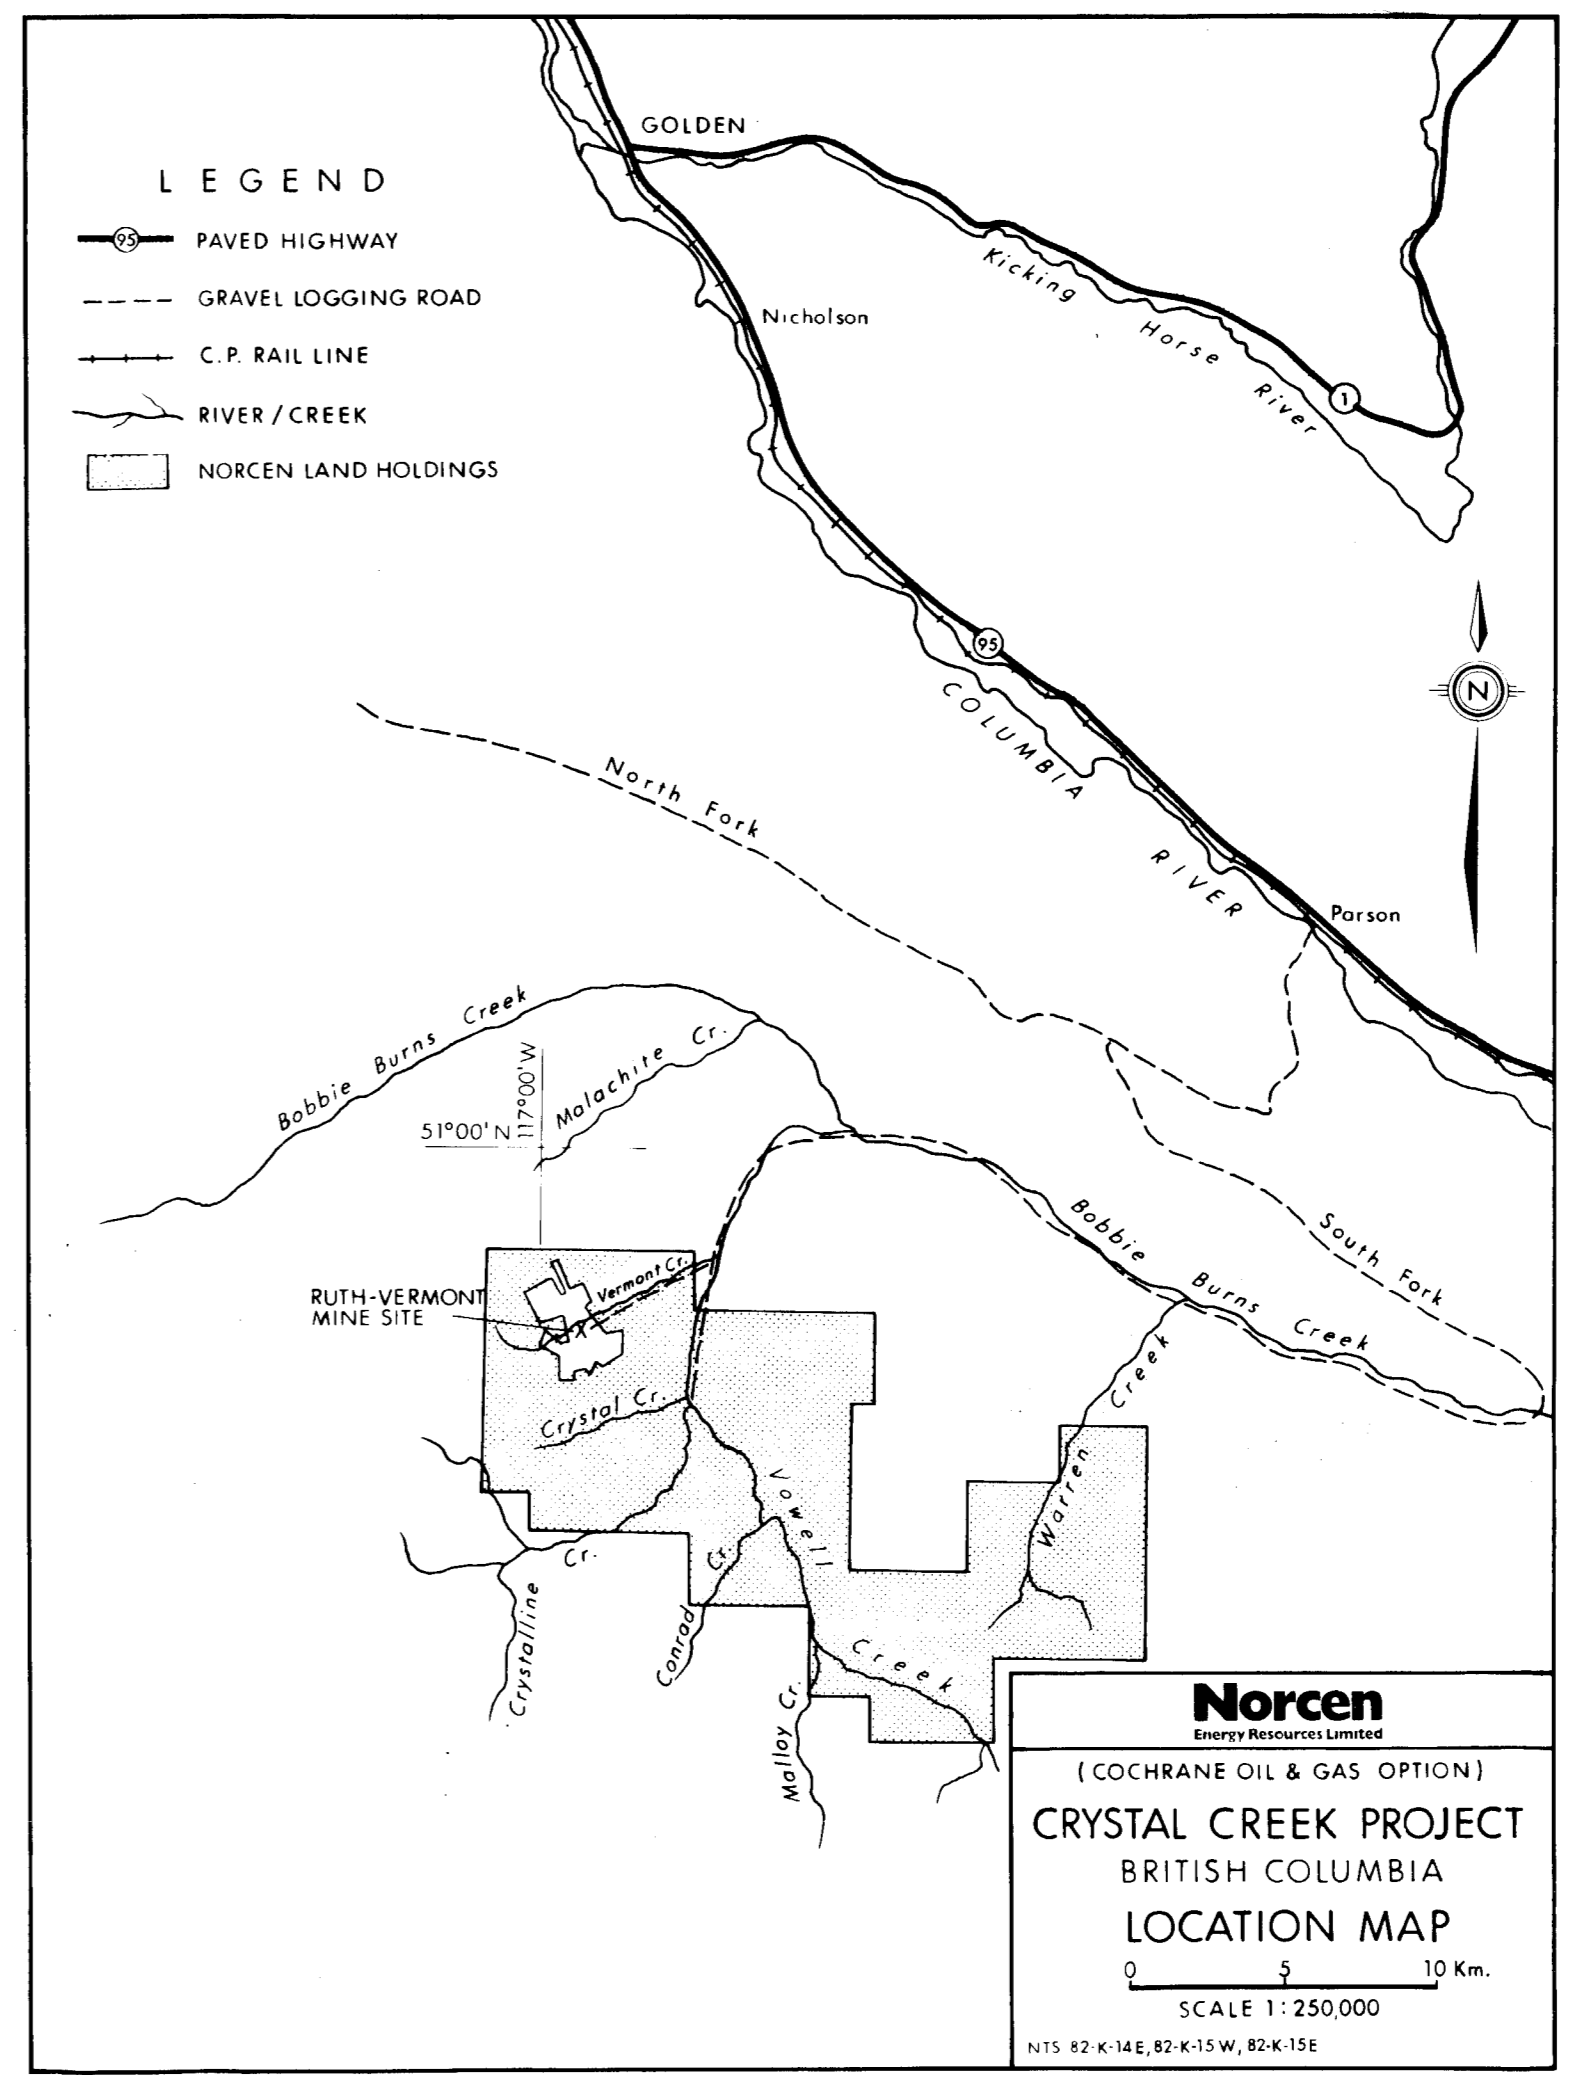 GOLDEN
LEGEND
95 PAVED HIGHWAY
GRAVEL LOGGING ROAD
C.P. RAIL LINE
RIVER/CREEK
NORCEN LAND HOLDINGS
Kicking Horse River
1
Nicholson
95
N
COLUMBIA RIVER
North Fork
Parson
Bobbie Burns Creek
Malachite Cr.
117°00'W
51°00'N
Bobbie Burns Creek
South Fork
Vermont Cr.
RUTH-VERMONT
MINE SITE
Crystal Cr.
Warren Creek
Vowell Creek
Crystalline Cr.
Conrad Cr.
Malloy Cr.
Norcen
Energy Resources Limited
(COCHRANE OIL & GAS OPTION)
CRYSTAL CREEK PROJECT
BRITISH COLUMBIA
LOCATION MAP
0 5 10 Km.
SCALE 1:250,000
NTS 82-K-14E, 82-K-15W, 82-K-15E